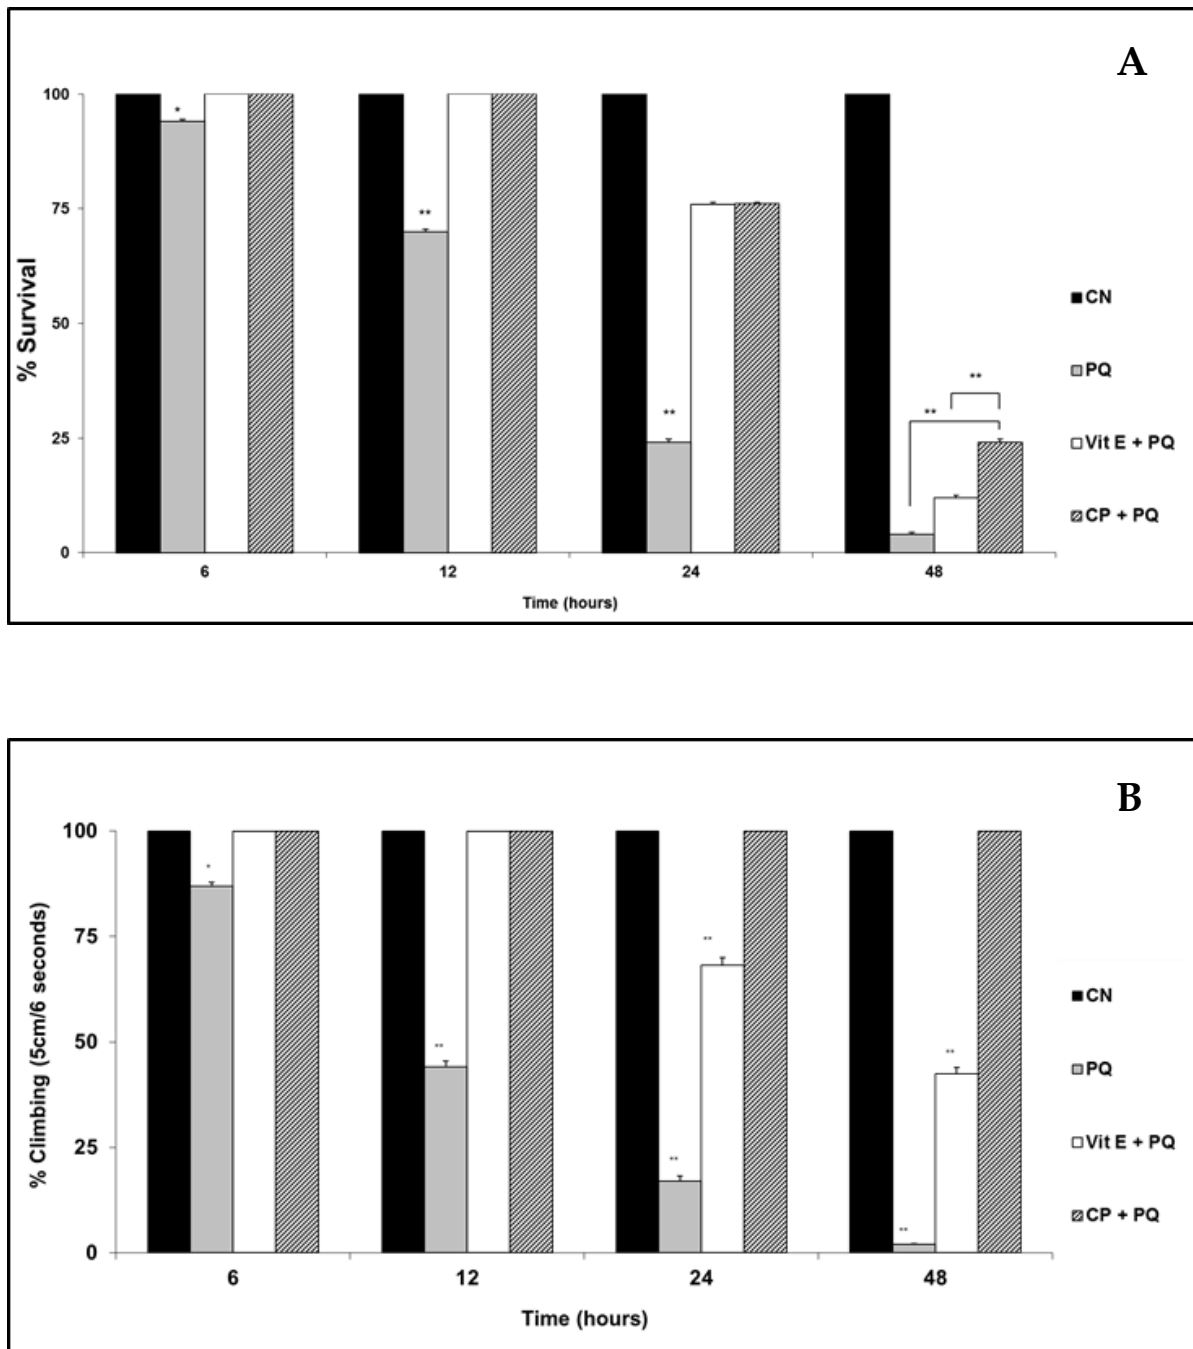 A
% Survival
100
75
50
25
0
*
**
**
**
**
6 12 24 48
Time (hours)
CN
PQ
Vit E + PQ
CP + PQ
B
% Climbing (5cm/6 seconds)
100
75
50
25
0
*
**
**
**
**
**
6 12 24 48
Time (hours)
CN
PQ
Vit E + PQ
CP + PQ